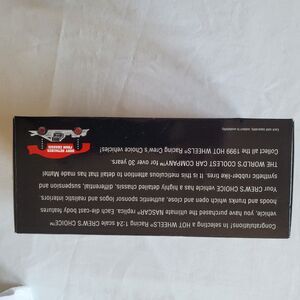 Congratulations! In selecting a HOT WHEELS® Racing 1:24 scale CREW'S CHOICE™
vehicle, you have purchased the ultimate NASCAR® replica. Each die-cast features body
hoods and trunks which open and close, authentic sponsor logos and realistic interiors.
Your CREW'S CHOICE vehicle has a highly detailed chassis, differential, suspension and
synthetic rubber-like tires. It is this meticulous attention to detail that has made Mattel
THE WORLD'S COOLEST CAR COMPANY™ for over 30 years.
Collect all the 1999 HOT WHEELS® Racing Crew's Choice vehicles!